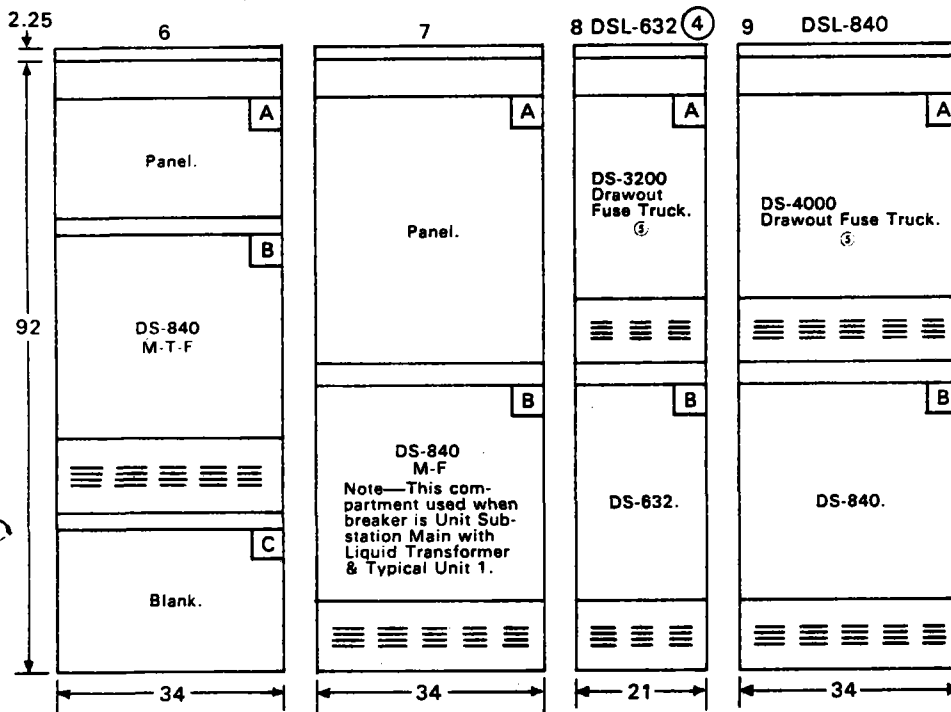 2.25
6
7
8 DSL-632 ④
9 DSL-840
A
Panel.
B
DS-840
M-T-F
C
Blank.
92
34
A
Panel.
B
DS-840
M-F
Note—This com-
partment used when
breaker is Unit Sub-
station Main with
Liquid Transformer
& Typical Unit 1.
34
A
DS-3200
Drawout
Fuse Truck.
⑤
B
DS-632.
21
A
DS-4000
Drawout Fuse Truck.
⑤
B
DS-840.
34